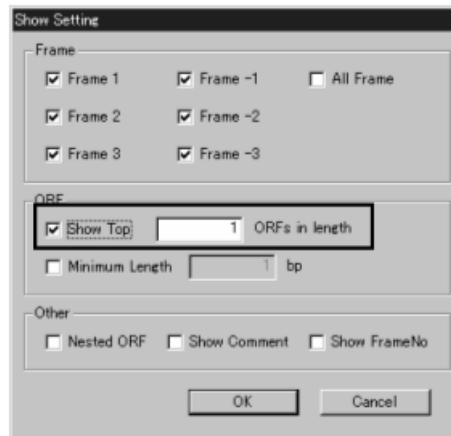 Show Setting
Frame
Frame 1 Frame -1 All Frame
Frame 2 Frame -2
Frame 3 Frame -3
ORF
Show Top 1 ORFs in length
Minimum Length 1 bp
Other
Nested ORF Show Comment Show FrameNo
OK Cancel